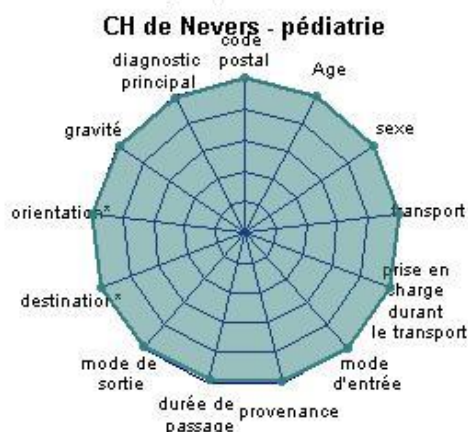 CH de Nevers - pédiatrie
code
postal
Age
sexe
transport
prise en
charge
durant
le transport
mode
d'entrée
provenance
durée de
passage
mode de
sortie
destination*
orientation*
gravité
diagnostic
principal